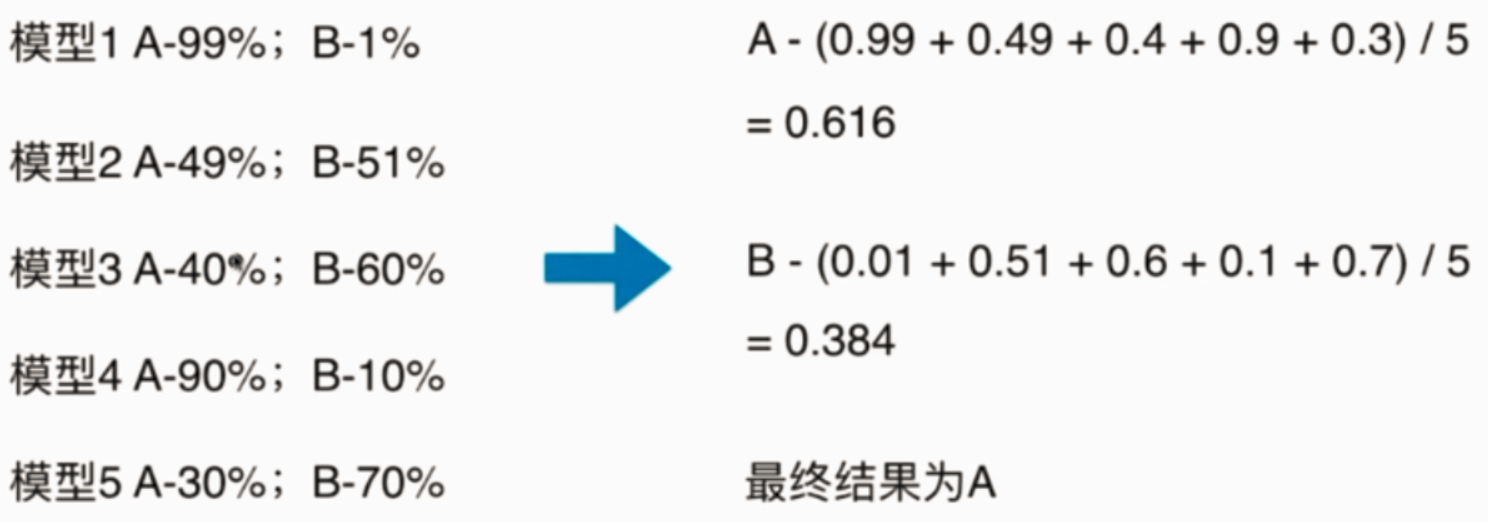 模型1 A-99%；B-1%
模型2 A-49%；B-51%
模型3 A-40%；B-60%
模型4 A-90%；B-10%
模型5 A-30%；B-70%
A - (0.99 + 0.49 + 0.4 + 0.9 + 0.3) / 5
= 0.616
B - (0.01 + 0.51 + 0.6 + 0.1 + 0.7) / 5
= 0.384
最终结果为A